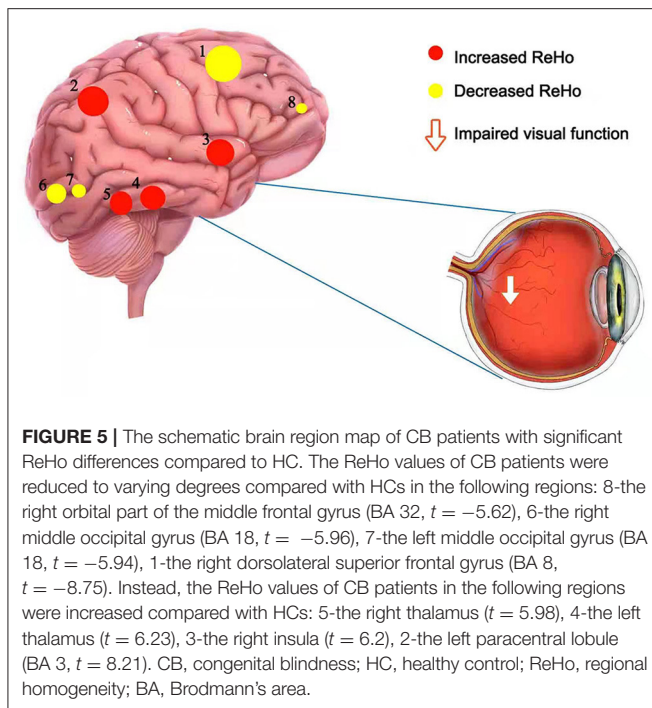 1
2
8
3
6
7
5
4
Increased ReHo
Decreased ReHo
Impaired visual function
FIGURE 5 | The schematic brain region map of CB patients with significant
ReHo differences compared to HC. The ReHo values of CB patients were
reduced to varying degrees compared with HCs in the following regions: 8-the
right orbital part of the middle frontal gyrus (BA 32, t = −5.62), 6-the right
middle occipital gyrus (BA 18, t = −5.96), 7-the left middle occipital gyrus (BA
18, t = −5.94), 1-the right dorsolateral superior frontal gyrus (BA 8,
t = −8.75). Instead, the ReHo values of CB patients in the following regions
were increased compared with HCs: 5-the right thalamus (t = 5.98), 4-the left
thalamus (t = 6.23), 3-the right insula (t = 6.2), 2-the left paracentral lobule
(BA 3, t = 8.21). CB, congenital blindness; HC, healthy control; ReHo, regional
homogeneity; BA, Brodmann's area.